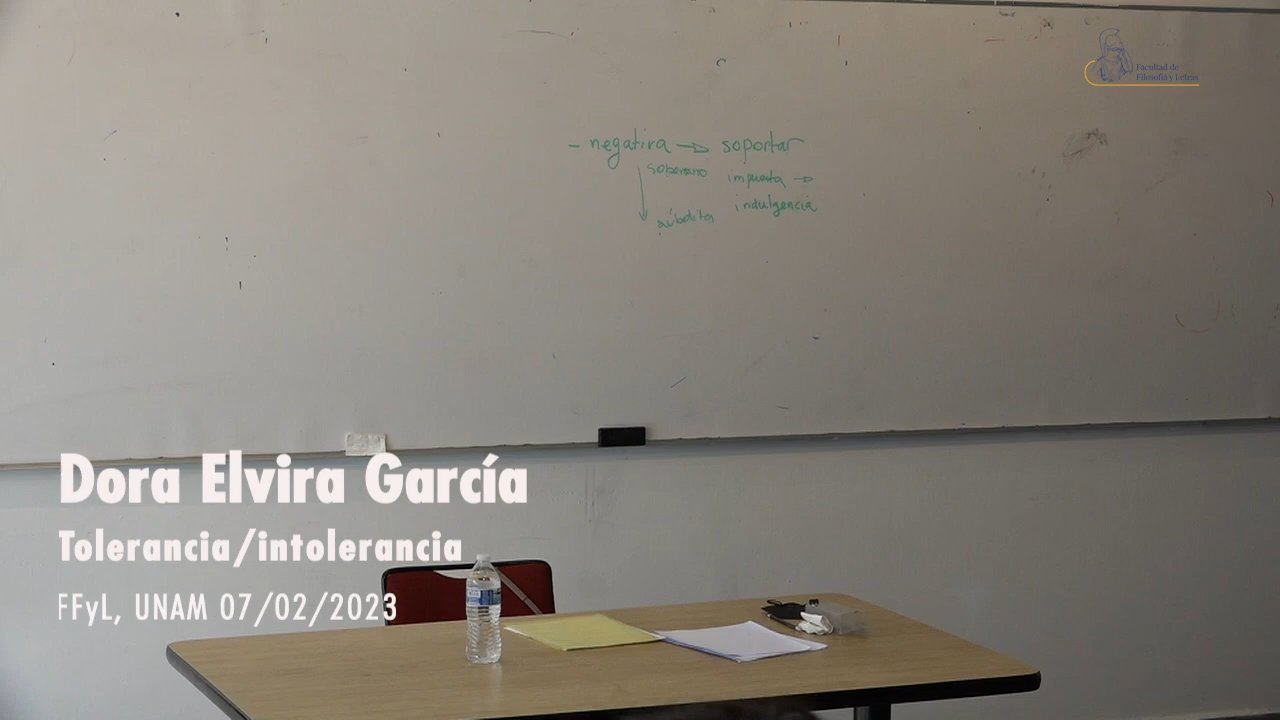 Facultad de
Filosofía y Letras
- negativa → soportar
soberano impuesta →
indulgencia
súbdito
Dora Elvira García
Tolerancia/intolerancia
FFyL, UNAM 07/02/2023